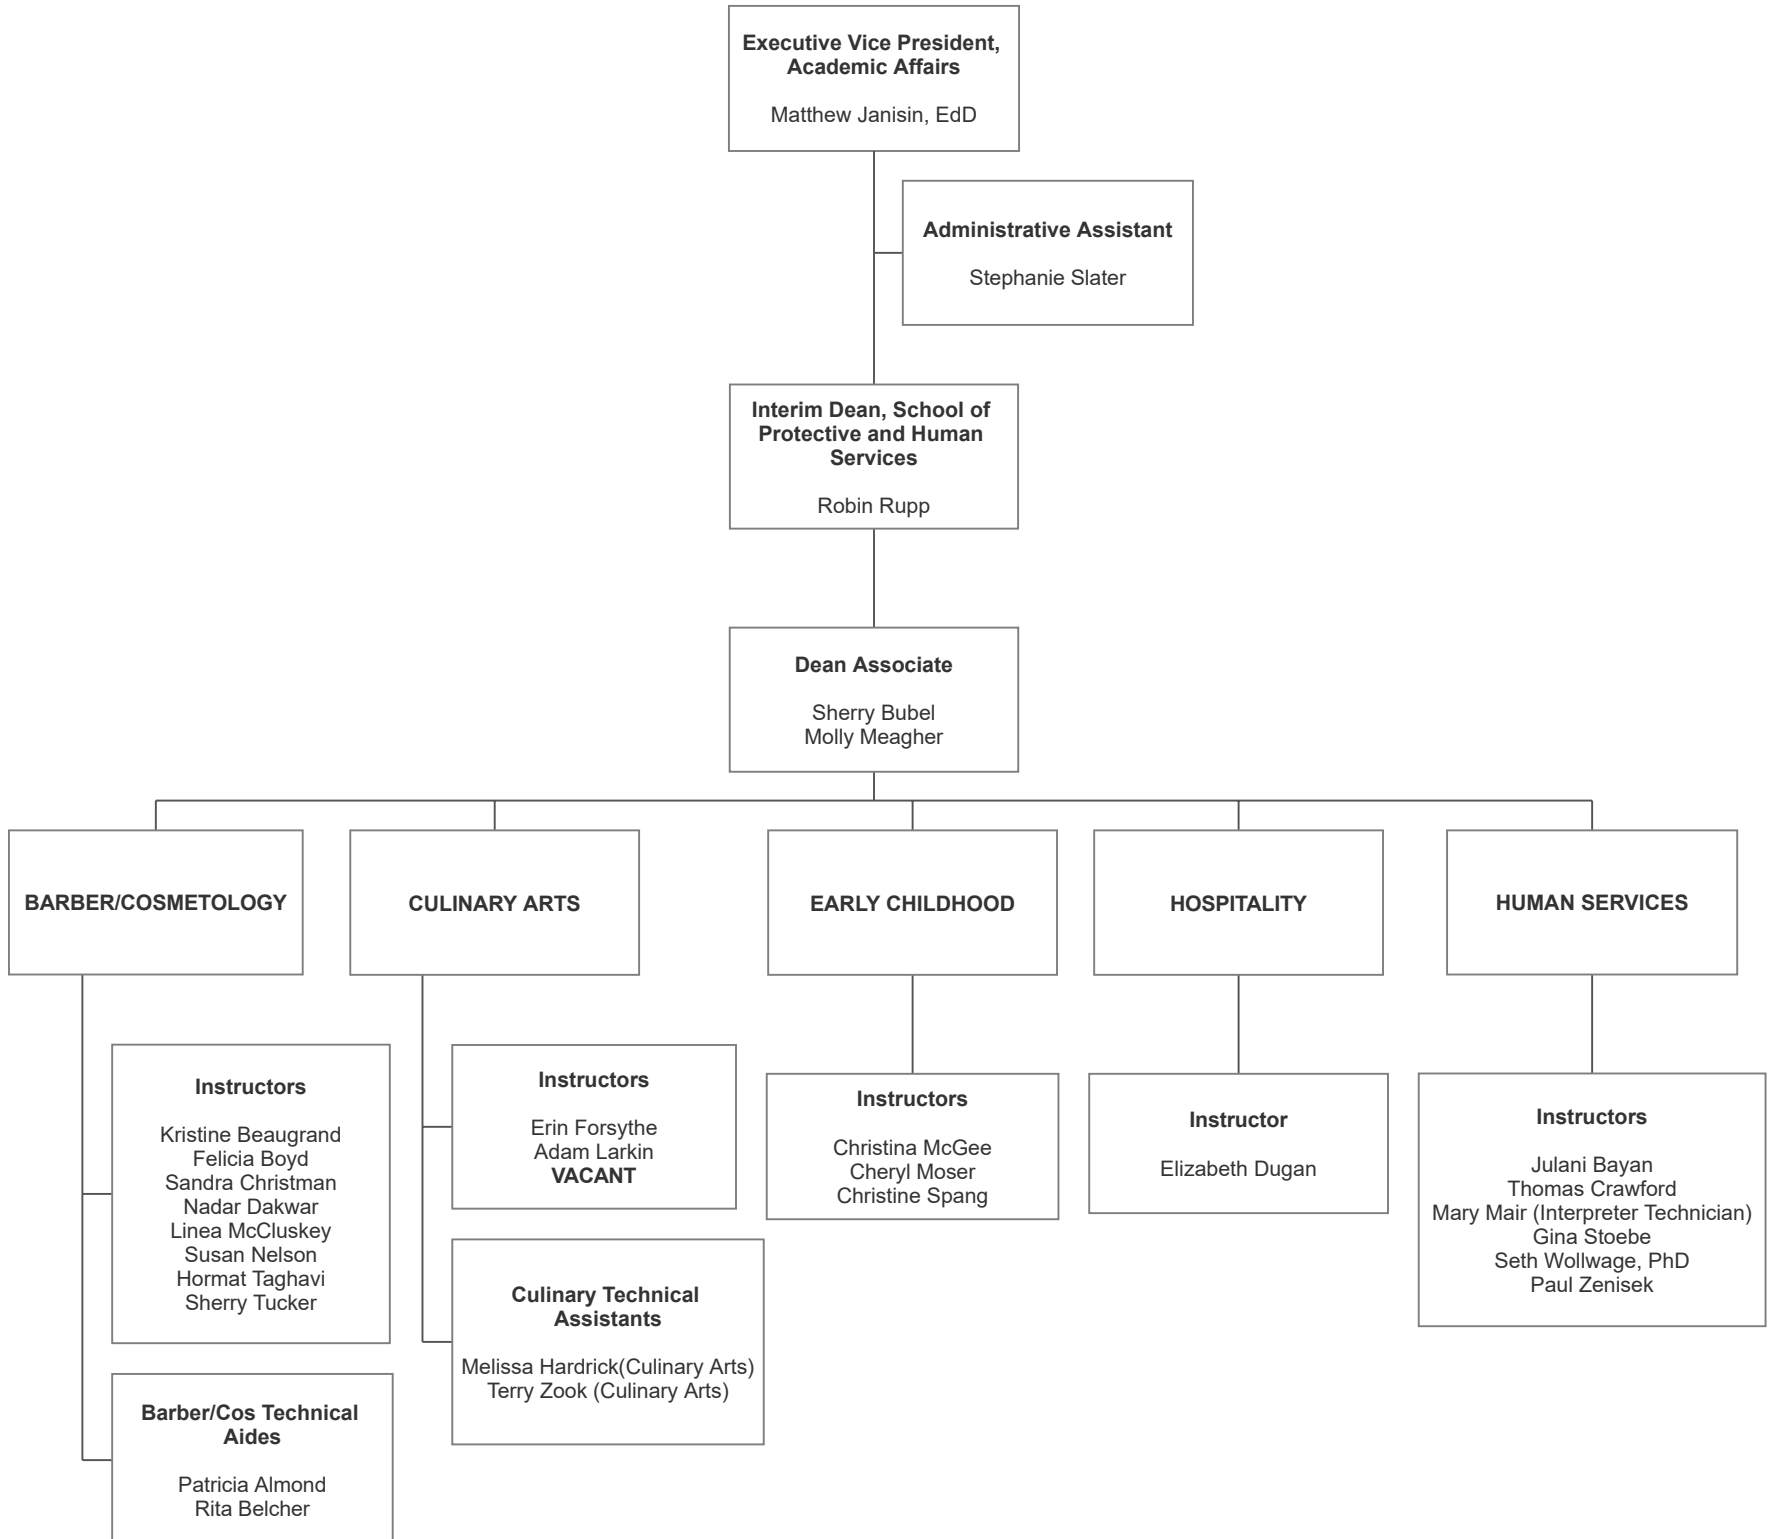 Executive Vice President,
Academic Affairs
Matthew Janisin, EdD
Administrative Assistant
Stephanie Slater
Interim Dean, School of
Protective and Human
Services
Robin Rupp
Dean Associate
Sherry Bubel
Molly Meagher
BARBER/COSMETOLOGY
CULINARY ARTS
EARLY CHILDHOOD
HOSPITALITY
HUMAN SERVICES
Instructors
Kristine Beaugrand
Felicia Boyd
Sandra Christman
Nadar Dakwar
Linea McCluskey
Susan Nelson
Hormat Taghavi
Sherry Tucker
Barber/Cos Technical
Aides
Patricia Almond
Rita Belcher
Instructors
Erin Forsythe
Adam Larkin
VACANT
Culinary Technical
Assistants
Melissa Hardrick(Culinary Arts)
Terry Zook (Culinary Arts)
Instructors
Christina McGee
Cheryl Moser
Christine Spang
Instructor
Elizabeth Dugan
Instructors
Julani Bayan
Thomas Crawford
Mary Mair (Interpreter Technician)
Gina Stoebe
Seth Wollwage, PhD
Paul Zenisek